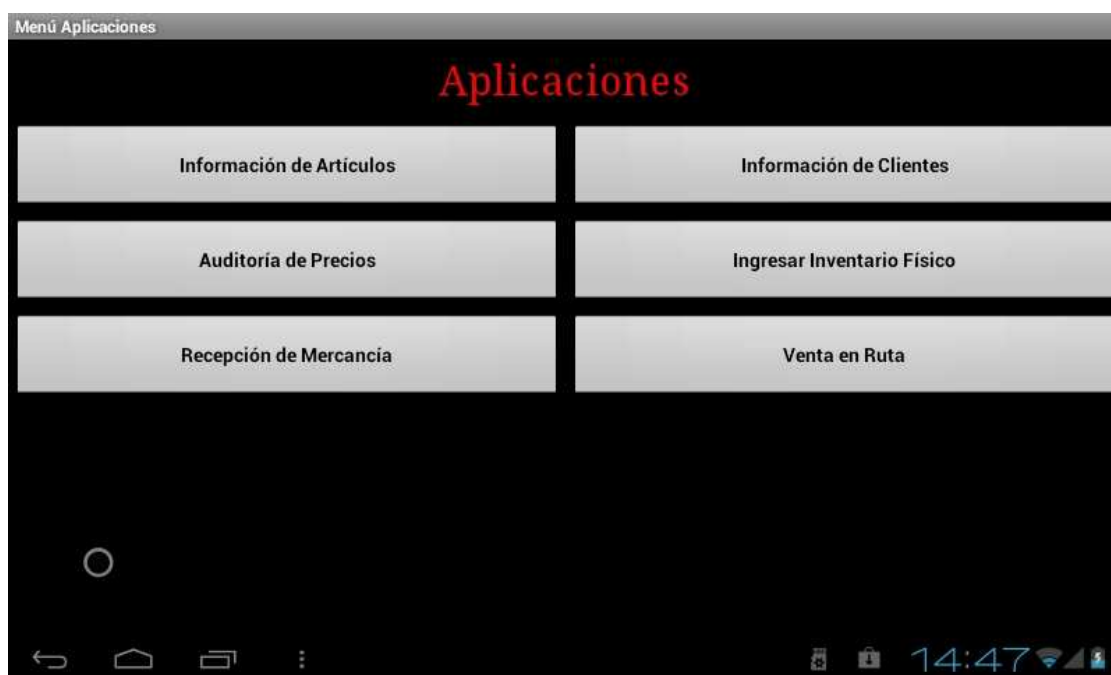 Menú Aplicaciones
Aplicaciones
Información de Artículos
Información de Clientes
Auditoría de Precios
Ingresar Inventario Físico
Recepción de Mercancía
Venta en Ruta
14:47